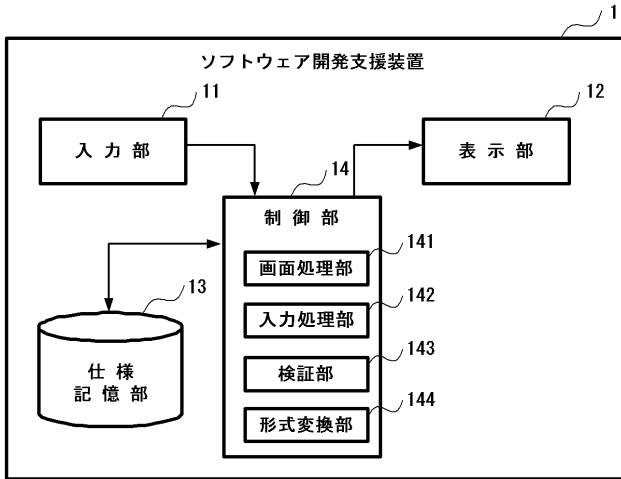 1
ソフトウェア開発支援装置
11
入力部
12
表示部
14
制御部
141
画面処理部
142
入力処理部
143
検証部
144
形式変換部
13
仕様
記憶部